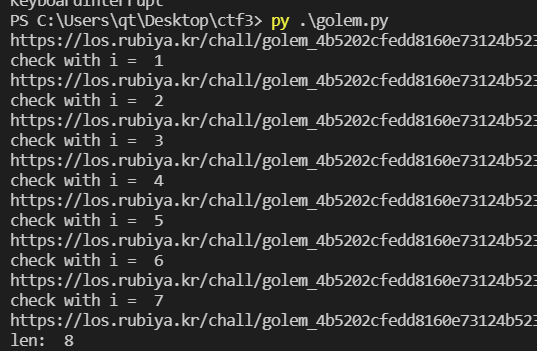 KeyboardInterrupt
PS C:\Users\qt\Desktop\ctf3> py .\golem.py
https://los.rubiya.kr/chall/golem_4b5202cfedd8160e73124b523
check with i =  1
https://los.rubiya.kr/chall/golem_4b5202cfedd8160e73124b523
check with i =  2
https://los.rubiya.kr/chall/golem_4b5202cfedd8160e73124b523
check with i =  3
https://los.rubiya.kr/chall/golem_4b5202cfedd8160e73124b523
check with i =  4
https://los.rubiya.kr/chall/golem_4b5202cfedd8160e73124b523
check with i =  5
https://los.rubiya.kr/chall/golem_4b5202cfedd8160e73124b523
check with i =  6
https://los.rubiya.kr/chall/golem_4b5202cfedd8160e73124b523
check with i =  7
https://los.rubiya.kr/chall/golem_4b5202cfedd8160e73124b523
len:  8